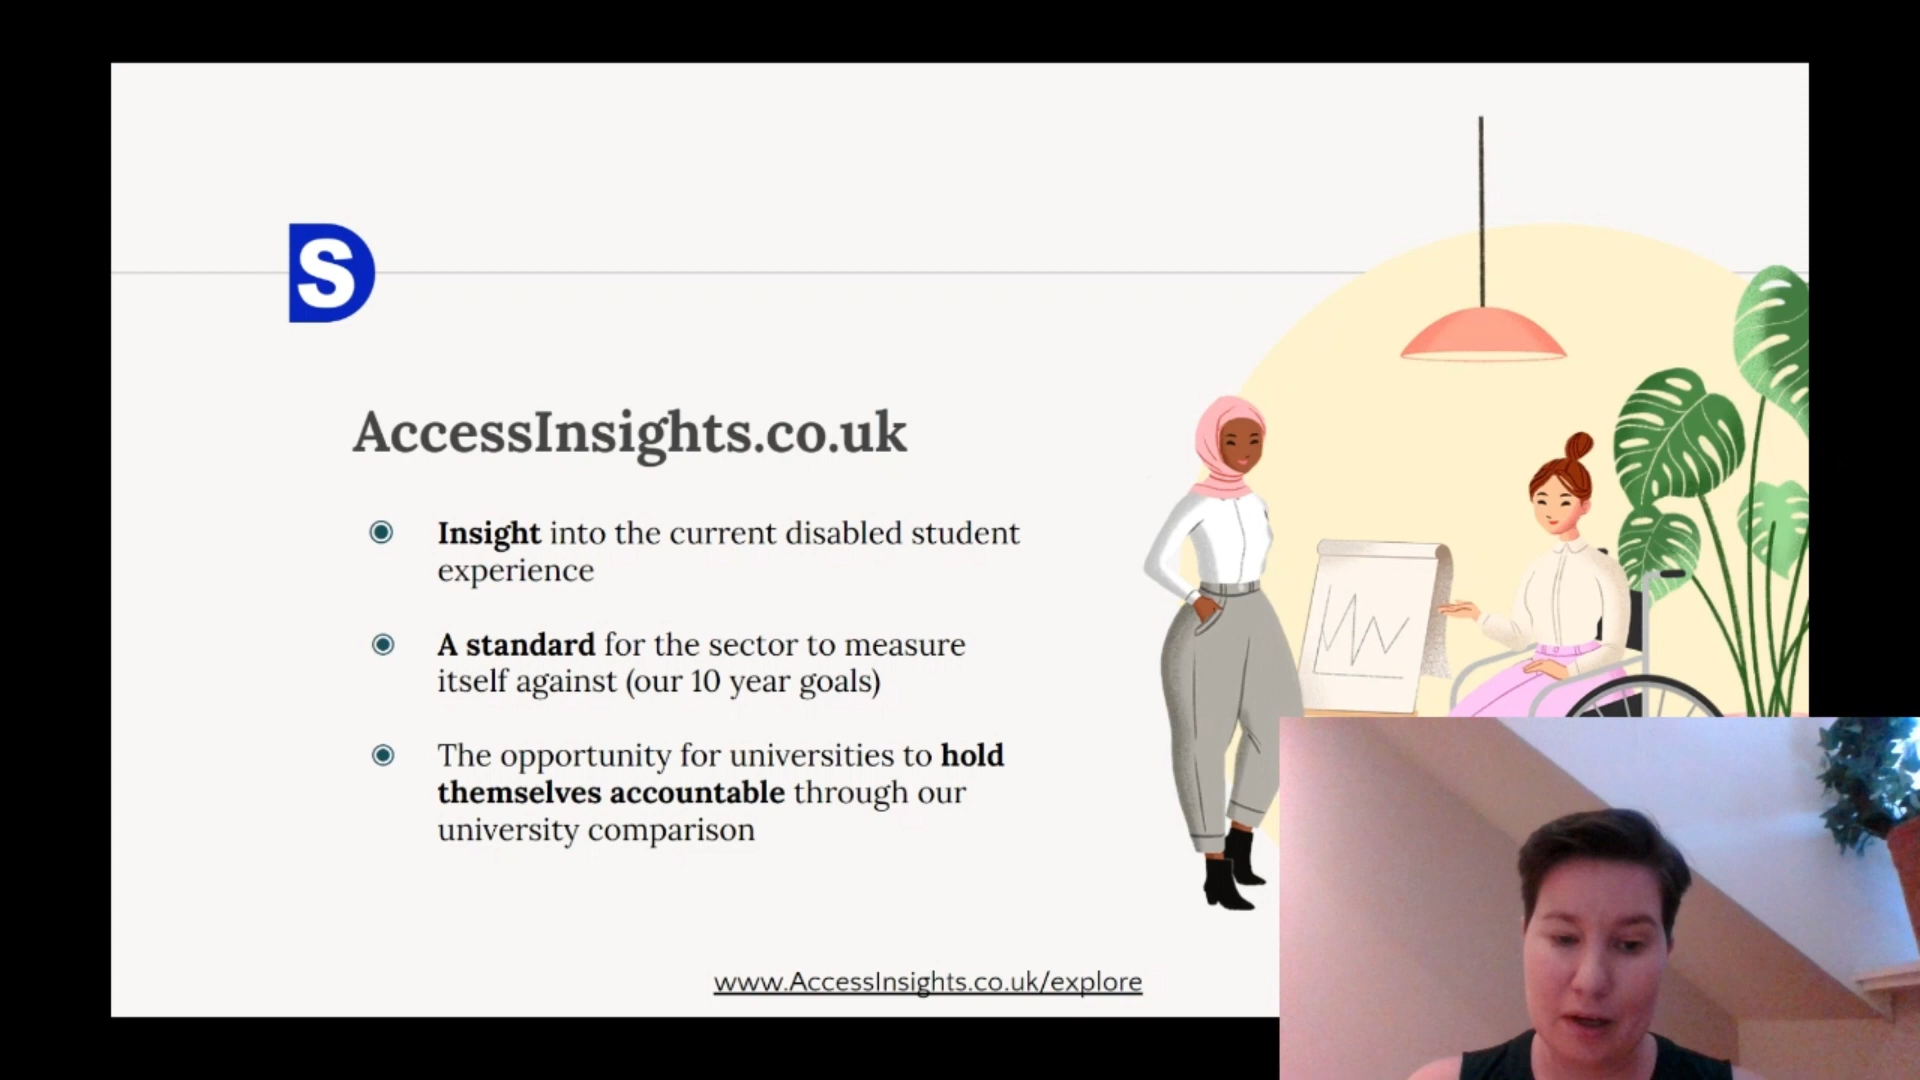 DS
AccessInsights.co.uk
Insight into the current disabled student
experience
A standard for the sector to measure
itself against (our 10 year goals)
The opportunity for universities to hold
themselves accountable through our
university comparison
www.AccessInsights.co.uk/explore